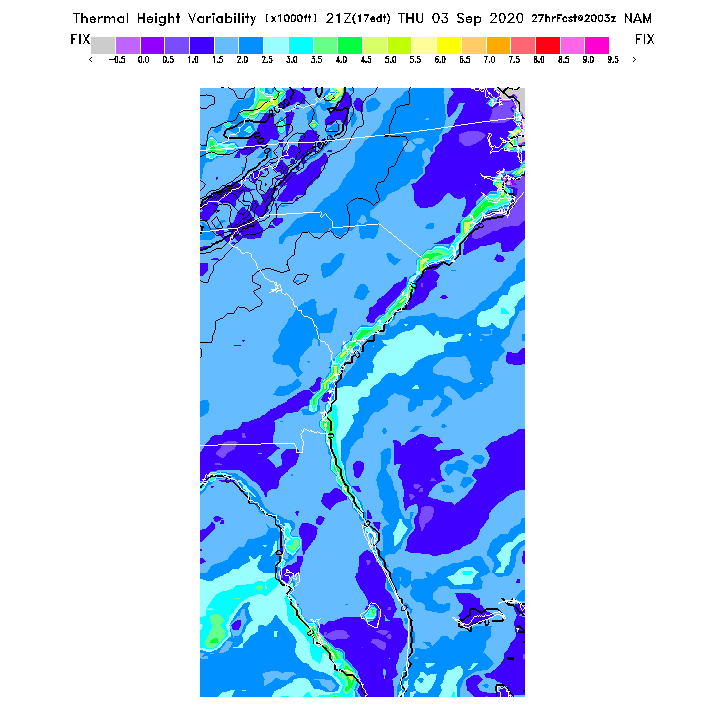 Thermal Height Variability [x1000ft] 21Z(17edt) THU 03 Sep 2020 27hrFcst@2003z NAM
FIX FIX
< -0.5 0.0 0.5 1.0 1.5 2.0 2.5 3.0 3.5 4.0 4.5 5.0 5.5 6.0 6.5 7.0 7.5 8.0 8.5 9.0 9.5 >